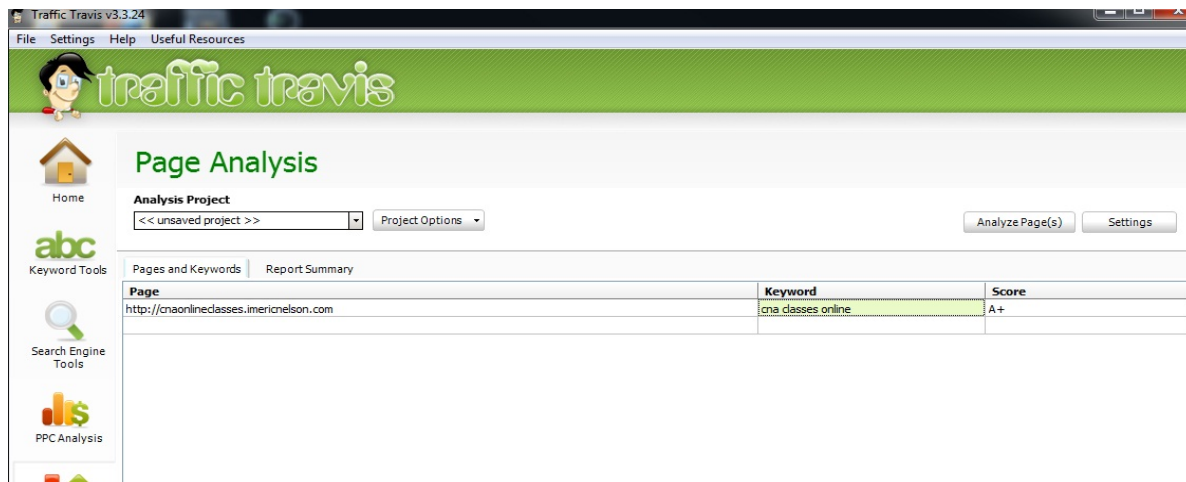 Traffic Travis v3.3.24
File Settings Help Useful Resources
traffic travis
Home
Keyword Tools
Search Engine
Tools
PPC Analysis
Page Analysis
Analysis Project
<< unsaved project >> Project Options Analyze Page(s) Settings
Pages and Keywords Report Summary
Page Keyword Score
http://cnaonlineclasses.imericnelson.com cna classes online A+
abc